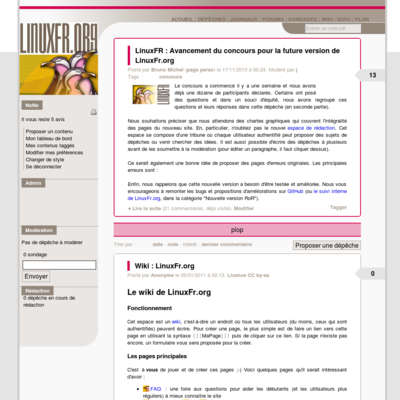 LINUXFR.ORG
ACCUEIL | DÉPÊCHES | JOURNAUX | FORUMS | SONDAGES | WIKI | SUIVI | PLAN
NoNo
Il vous reste 5 avis
Proposer un contenu
Mon tableau de bord
Mes contenus taggés
Modifier mes préférences
Changer de style
Se déconnecter
Admin
Modération
Pas de dépêche à modérer
0 sondage
Envoyer
Rédaction
0 dépêche en cours de
rédaction
LinuxFR : Avancement du concours pour la future version de
LinuxFr.org
Posté par Bruno Michel (page perso) le 17/11/2010 à 00:24. Modéré par j
Tags : concours
13
Le concours a commencé il y a une semaine et nous avons
déjà une dizaine de participants déclarés. Certains ont posé
des questions et dans un souci d'équité, nous avons regroupé ces
questions et leurs réponses dans cette dépêche (en seconde partie).
Nous souhaitons préciser que nous attendons des chartes graphiques qui couvrent l'intégralité
des pages du nouveau site. En, particulier, n'oubliez pas le nouvel espace de rédaction. Cet
espace se compose d'une tribune où chaque utilisateur authentifié peut proposer des sujets de
dépêches ou venir chercher des idées. Il est aussi possible d'écrire des dépêches à plusieurs
avant de les soumettre à la modération (pour éditer un paragraphe, il faut cliquer dessus).
Ce serait également une bonne idée de proposer des pages d'erreurs originales. Les principales
erreurs sont :
Enfin, nous rappelons que cette nouvelle version a besoin d'être testée et améliorée. Nous vous
encourageons à remonter les bugs et propositions d'améliorations sur GitHub (ou le suivi interne
de LinuxFr.org, dans la catégorie "Nouvelle version RoR").
Lire la suite (21 commentaires, déjà visité). Modifier
Tagger
plop
Trier par : date - note - intérêt - dernier commentaire
Proposer une dépêche
Wiki : LinuxFr.org
Posté par Anonyme le 05/01/2011 à 00:13. Licence CC by-sa
0
Le wiki de LinuxFr.org
Fonctionnement
Cet espace est un wiki, c'est-à-dire un endroit où tous les utilisateurs (du moins, ceux qui sont
authentifiés) peuvent écrire. Pour créer une page, le plus simple est de faire un lien vers cette
page en utilisant la syntaxe [[[MaPage]]] puis de cliquer sur ce lien. Si la page n'existe pas
encore, un formulaire vous sera proposée pour la créer.
Les pages principales
C'est à vous de jouer et de créer ces pages ;-) Voici quelques pages qu'il serait intéressant
d'avoir :
FAQ : une foire aux questions pour aider les débutants (et les utilisateurs plus
réguliers) à mieux connaître le site